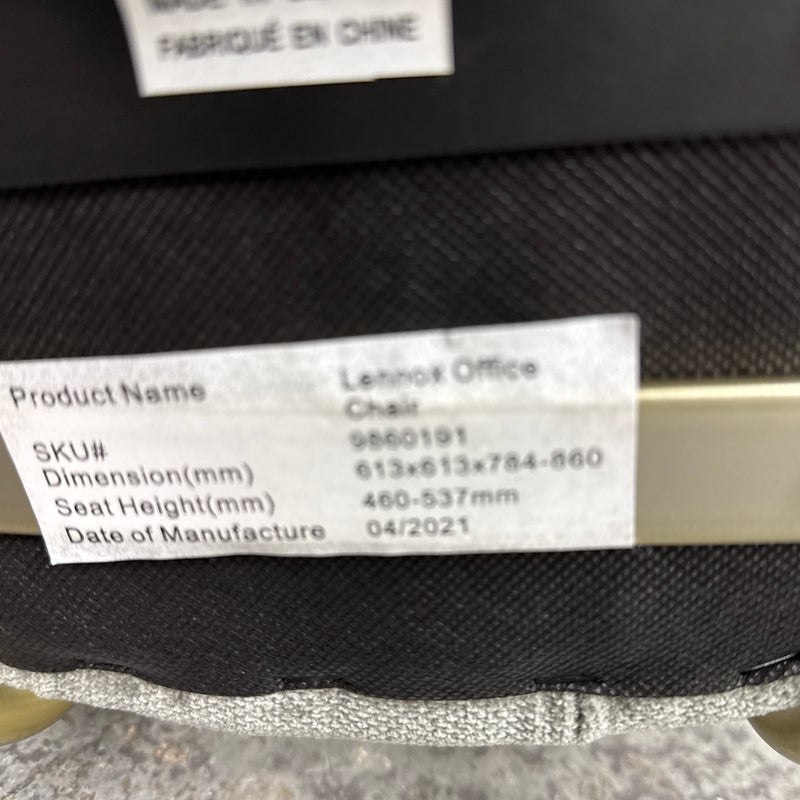 FABRIQUÉ EN CHINE
Product Name Lennox Office
Chair
SKU# 9860191
Dimension(mm) 613x613x784-860
Seat Height(mm) 460-537mm
Date of Manufacture 04/2021